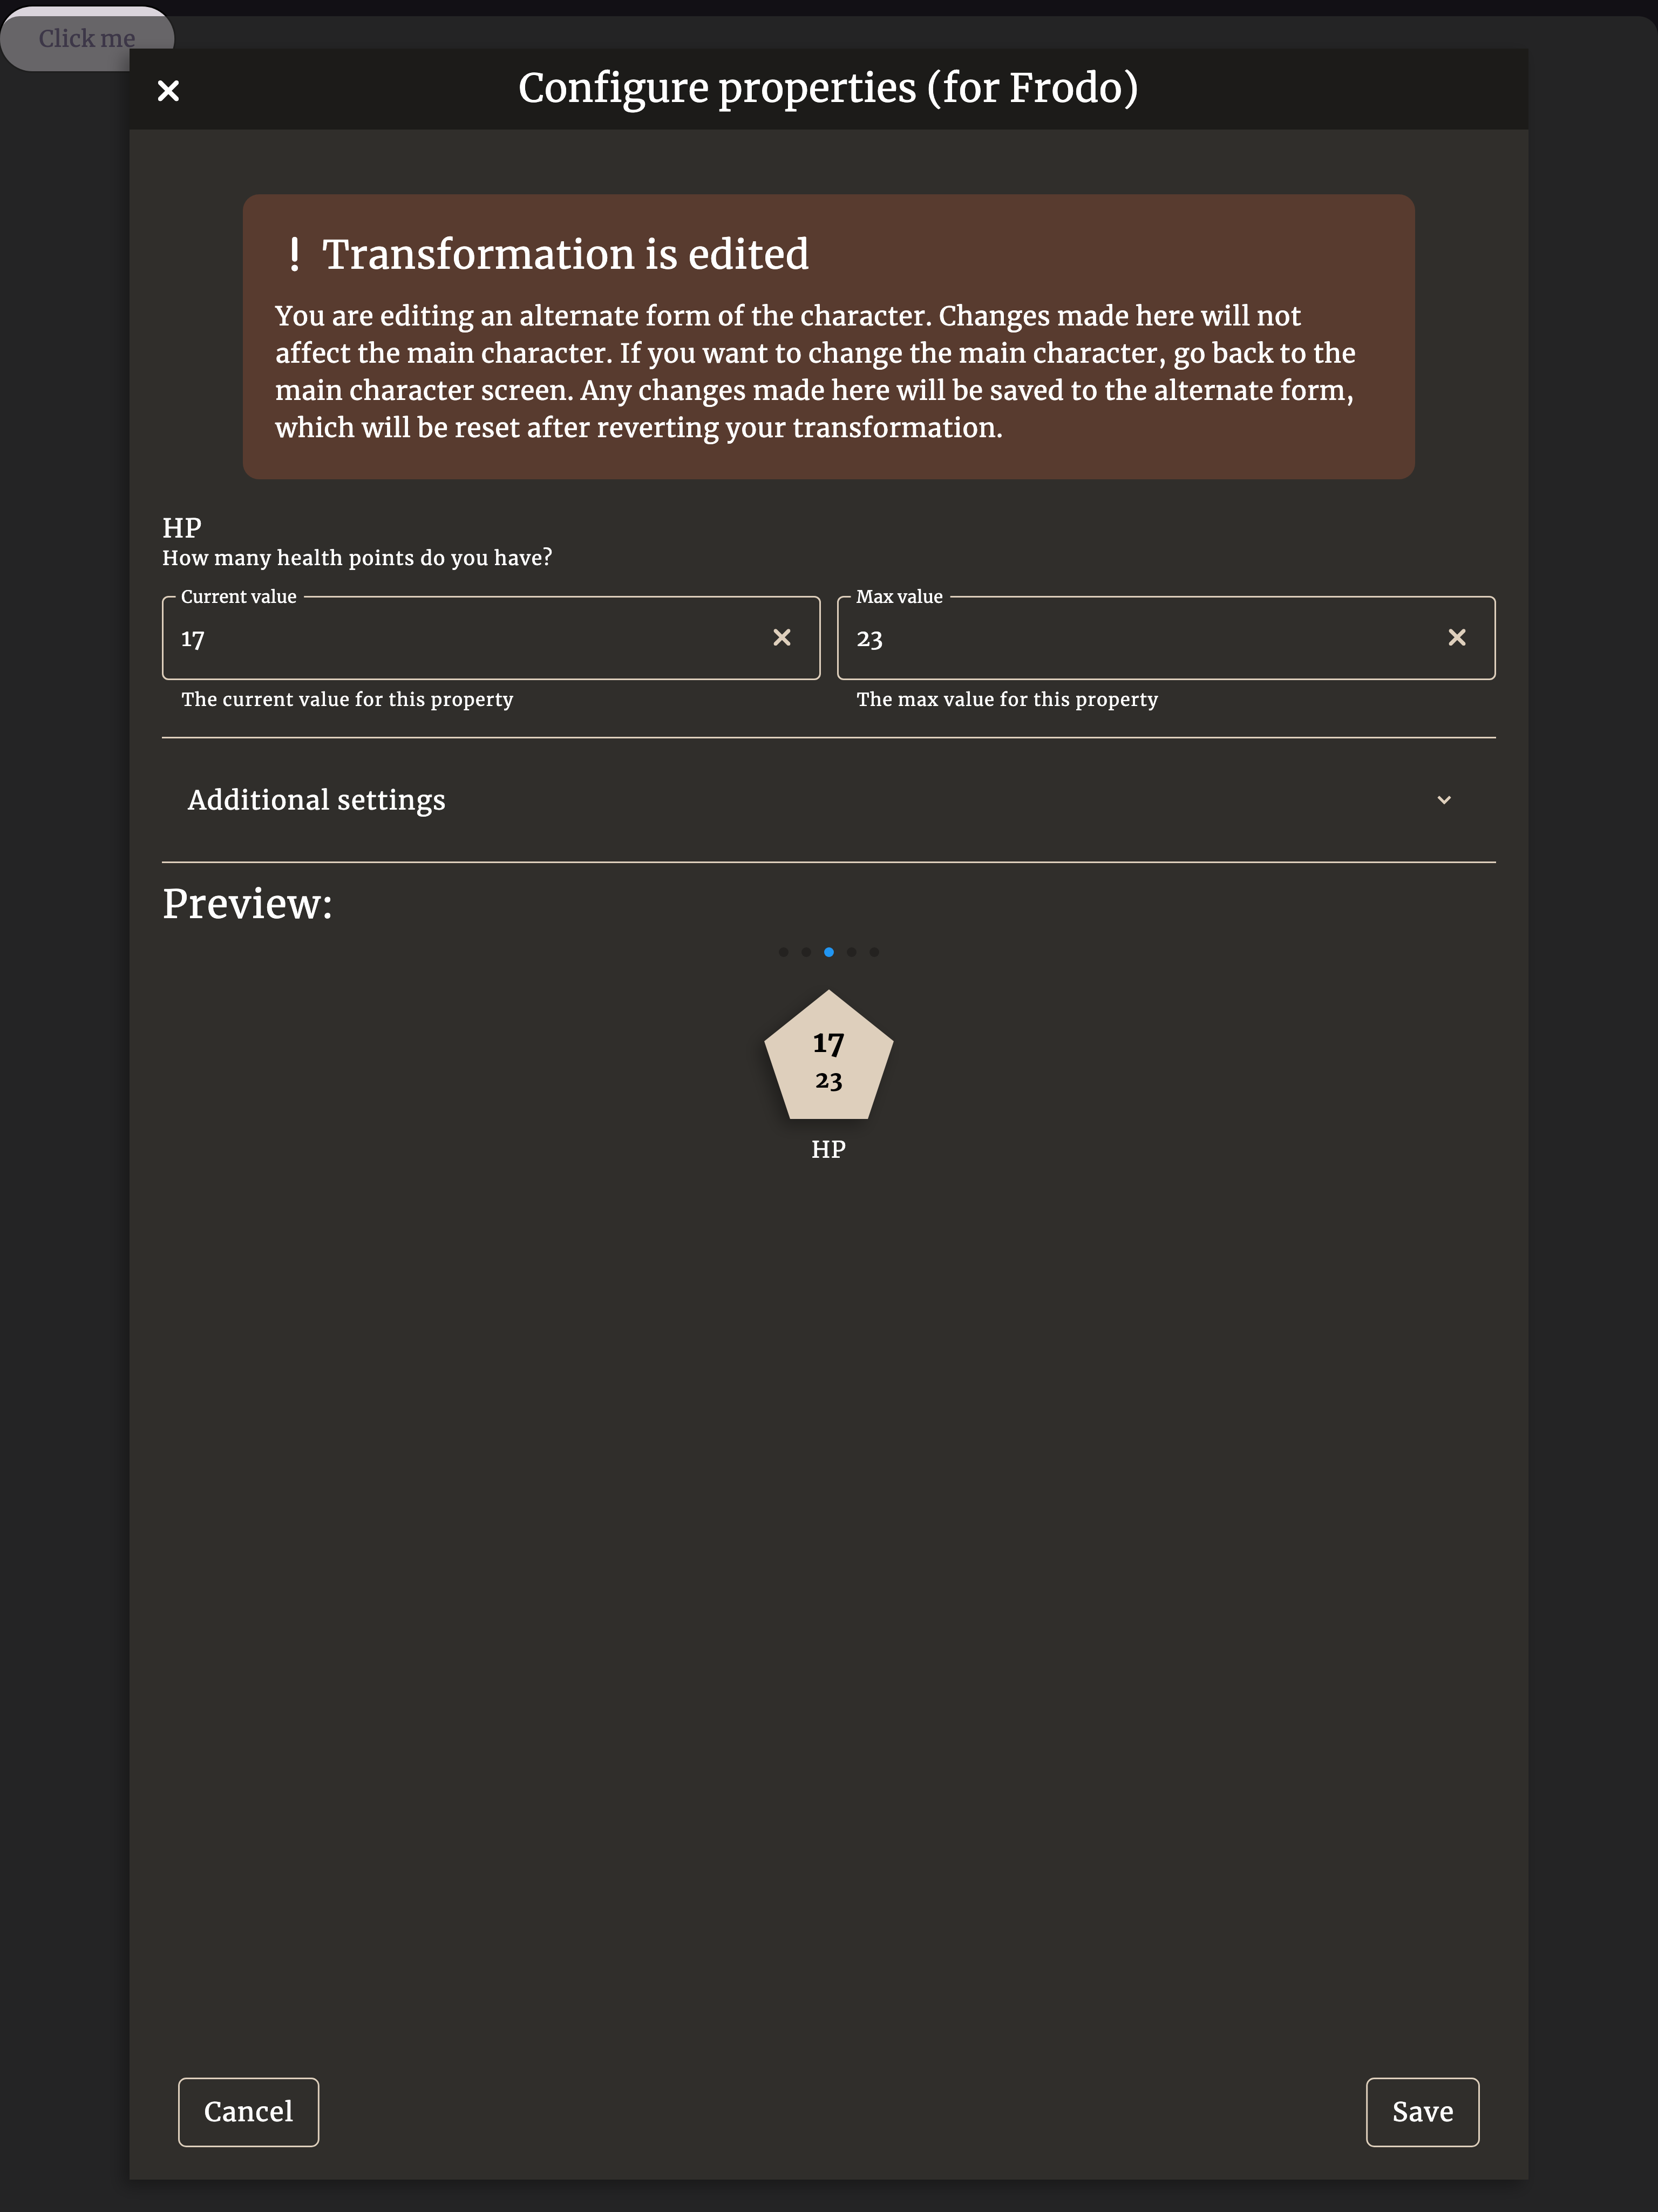 Click me
Configure properties (for Frodo)
! Transformation is edited
You are editing an alternate form of the character. Changes made here will not
affect the main character. If you want to change the main character, go back to the
main character screen. Any changes made here will be saved to the alternate form,
which will be reset after reverting your transformation.
HP
How many health points do you have?
Current value
17
The current value for this property
Max value
23
The max value for this property
Additional settings
Preview:
17
23
HP
Cancel
Save